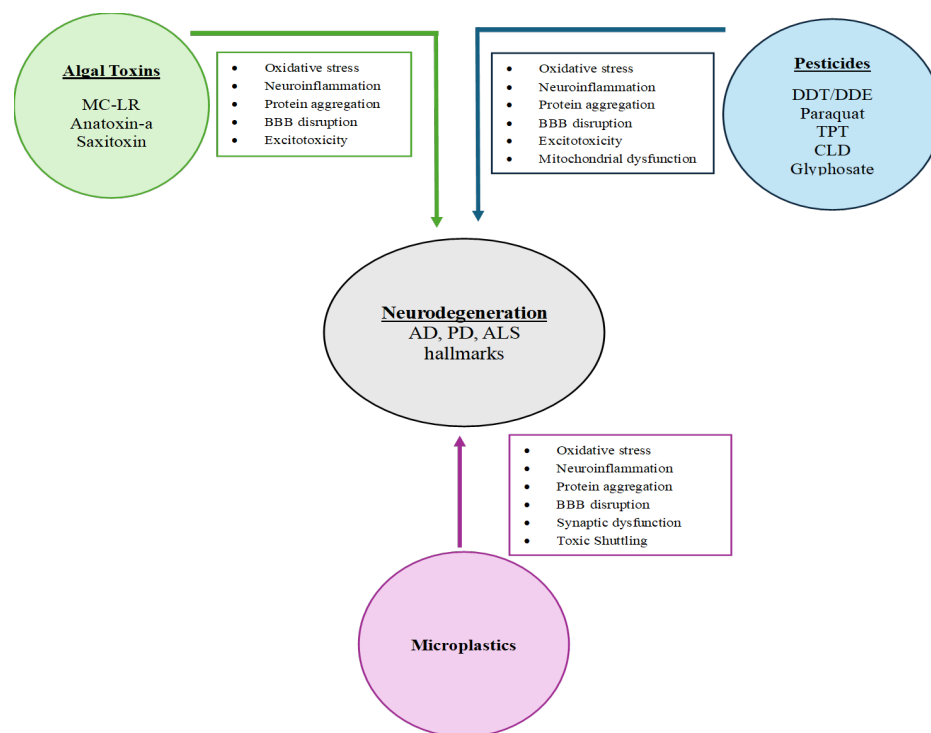 Algal Toxins
MC-LR
Anatoxin-a
Saxitoxin
• Oxidative stress
• Neuroinflammation
• Protein aggregation
• BBB disruption
• Excitotoxicity
• Oxidative stress
• Neuroinflammation
• Protein aggregation
• BBB disruption
• Excitotoxicity
• Mitochondrial dysfunction
Pesticides
DDT/DDE
Paraquat
TPT
CLD
Glyphosate
Neurodegeneration
AD, PD, ALS
hallmarks
• Oxidative stress
• Neuroinflammation
• Protein aggregation
• BBB disruption
• Synaptic dysfunction
• Toxic Shuttling
Microplastics